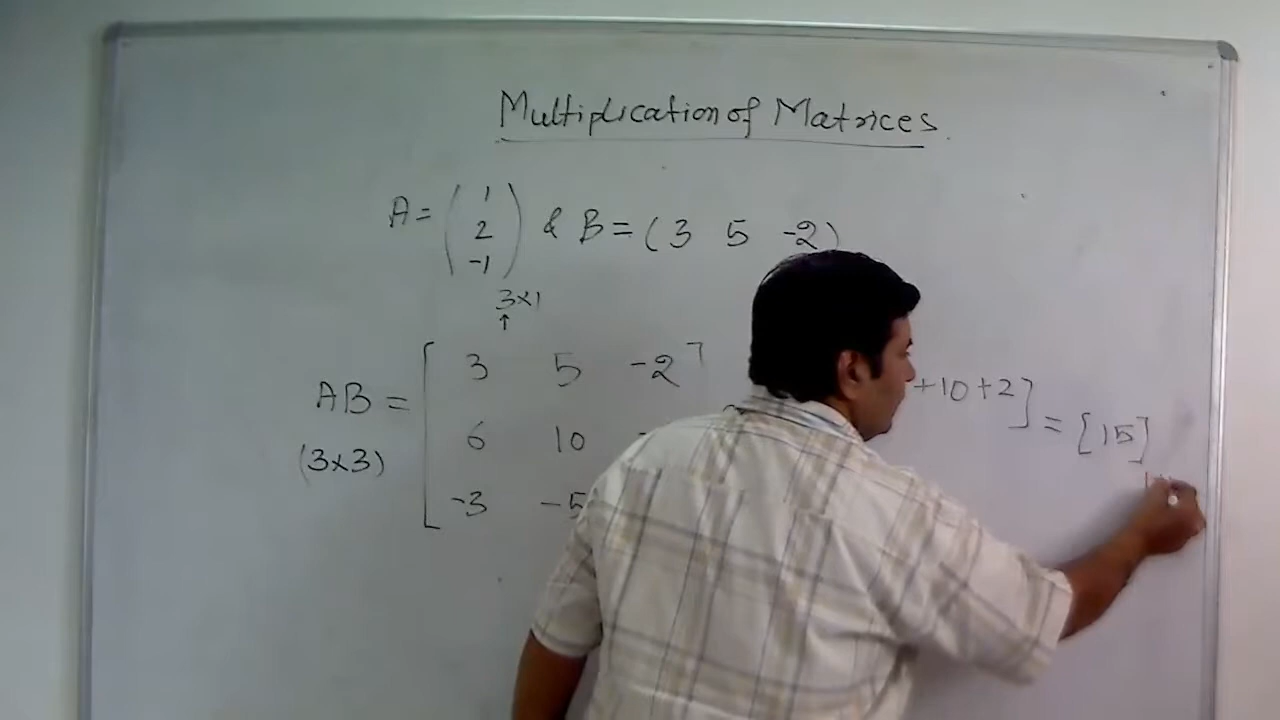 Multiplication of Matrices.
A = ( 1 2 -1 ) & B = ( 3 5 -2 )
3×1
↑
AB = [ 3 5 -2 ]
6 10
-3 -5
(3×3)
+10+2] = [15]